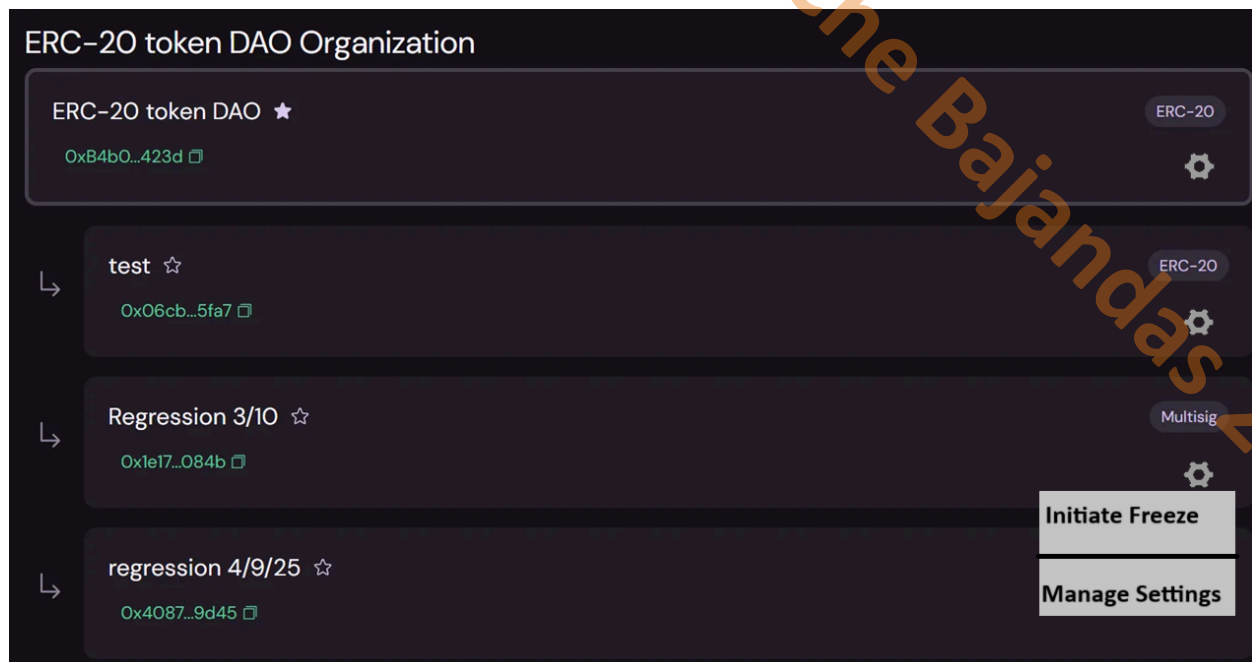 ERC-20 token DAO Organization
ERC-20 token DAO
ERC-20
0xB4b0...423d
test
ERC-20
0x06cb...5fa7
Regression 3/10
Multisig
0x1e17...084b
Initiate Freeze
regression 4/9/25
Manage Settings
0x4087...9d45
Bajandas